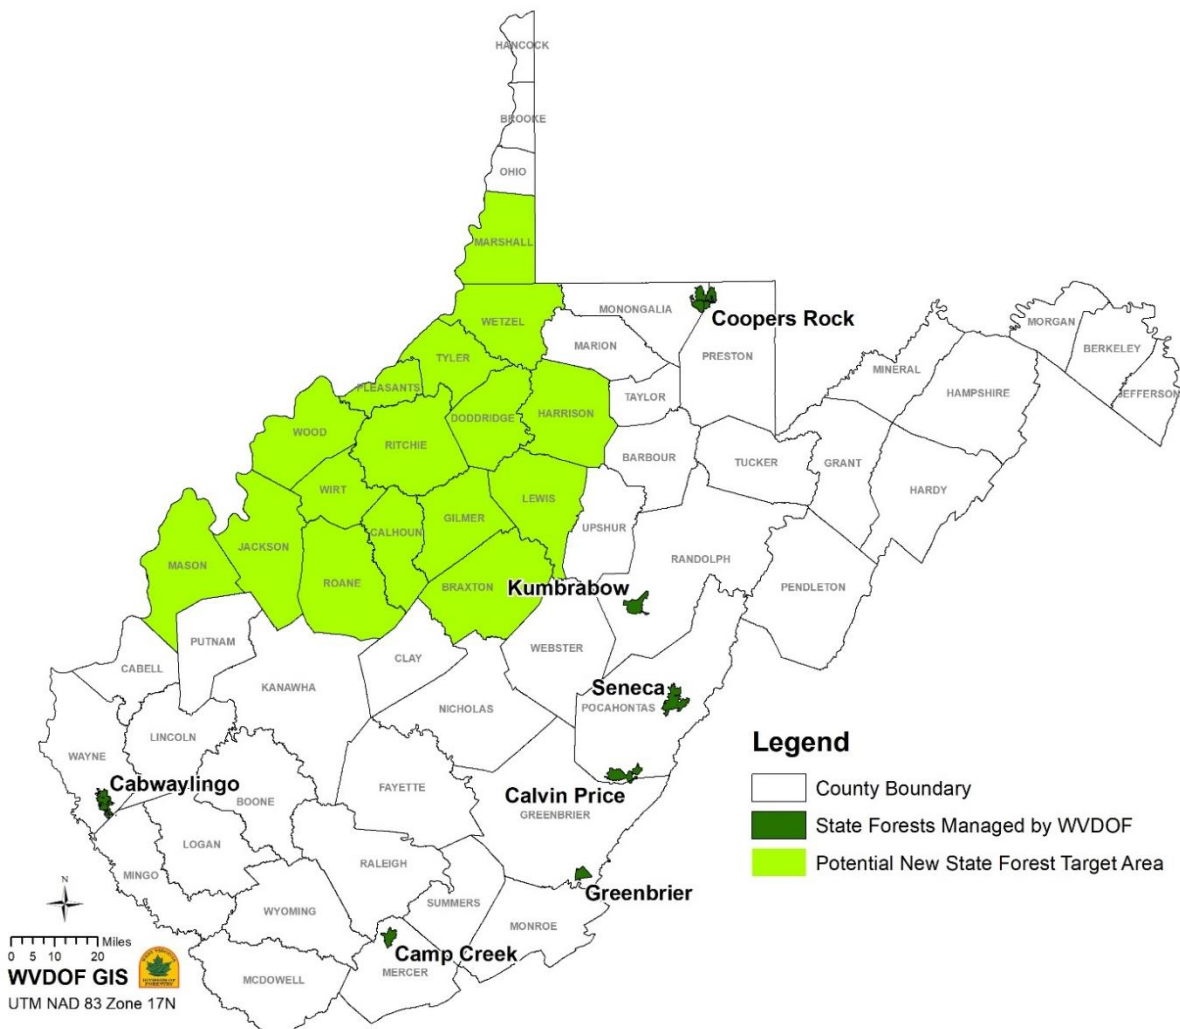 HANCOCK
BROOKE
OHIO
MARSHALL
WETZEL
MONONGALIA
Coopers Rock
MORGAN
BERKELEY
JEFFERSON
MARION
PRESTON
TYLER
MINERAL
HAMPSHIRE
PLEASANTS
TAYLOR
DODDRIDGE
HARRISON
WOOD
RITCHIE
BARBOUR
TUCKER
GRANT
HARDY
WIRT
LEWIS
GILMER
UPSHUR
CALHOUN
JACKSON
MASON
ROANE
BRAXTON
RANDOLPH
PENDLETON
Kumbrabow
PUTNAM
CABELL
CLAY
WEBSTER
KANAWHA
Seneca
POCAHONTAS
NICHOLAS
LINCOLN
WAYNE
Cabwaylingo
BOONE
FAYETTE
Calvin Price
GREENBRIER
LOGAN
RALEIGH
MINGO
Greenbrier
SUMMERS
WYOMING
MONROE
Camp Creek
MERCER
MCDOWELL
Legend
County Boundary
State Forests Managed by WVDOF
Potential New State Forest Target Area
N
Miles
0 5 10 20
WVDOF GIS
UTM NAD 83 Zone 17N